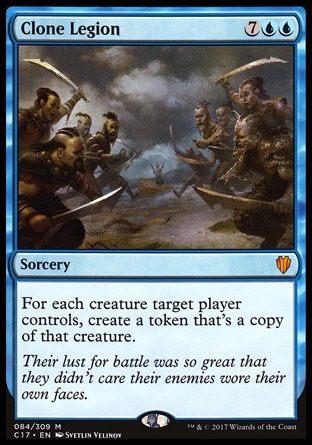 Clone Legion 7
Sorcery
For each creature target player
controls, create a token that's a copy
of that creature.
Their lust for battle was so great that
they didn't care their enemies wore their
own faces.
084/309 M
C17 • EN Svetlin Velinov
™ & © 2017 Wizards of the Coast